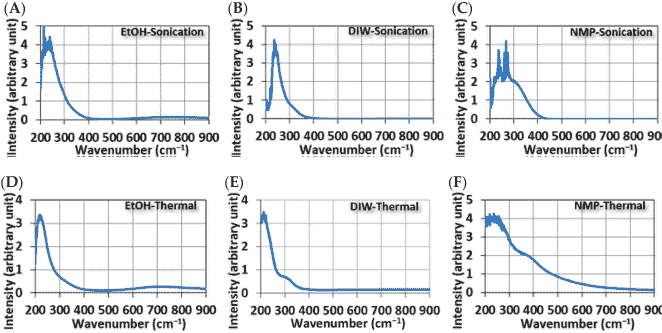 (A)
EtOH-Sonication
Intensity (arbitrary unit)
5
4
3
2
1
0
200 300 400 500 600 700 800 900
Wavenumber (cm⁻¹)
(B)
DIW-Sonication
Intensity (arbitrary unit)
5
4
3
2
1
0
200 300 400 500 600 700 800 900
Wavenumber (cm⁻¹)
(C)
NMP-Sonication
Intensity (arbitrary unit)
5
4
3
2
1
0
200 300 400 500 600 700 800 900
Wavenumber (cm⁻¹)
(D)
EtOH-Thermal
Intensity (arbitrary unit)
4
3
2
1
0
200 300 400 500 600 700 800 900
Wavenumber (cm⁻¹)
(E)
DIW-Thermal
Intensity (arbitrary unit)
4
3
2
1
0
200 300 400 500 600 700 800 900
Wavenumber (cm⁻¹)
(F)
NMP-Thermal
Intensity (arbitrary unit)
5
4
3
2
1
0
200 300 400 500 600 700 800 900
Wavenumber (cm⁻¹)